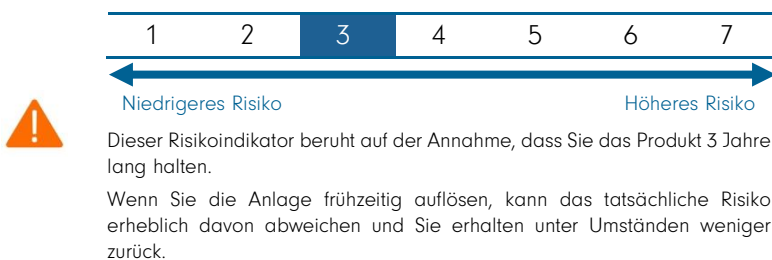 1 2 3 4 5 6 7
Niedrigeres Risiko Höheres Risiko
Dieser Risikoindikator beruht auf der Annahme, dass Sie das Produkt 3 Jahre
lang halten.
Wenn Sie die Anlage frühzeitig auflösen, kann das tatsächliche Risiko
erheblich davon abweichen und Sie erhalten unter Umständen weniger
zurück.